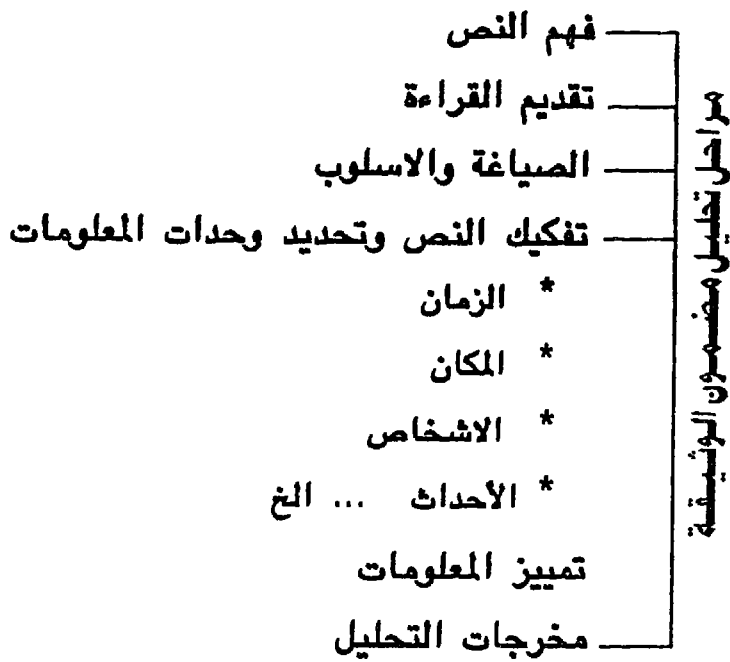 مراحل تحليل مضمون الوثيقة
فهم النص
تقديم القراءة
الصياغة والاسلوب
تفكيك النص وتحديد وحدات المعلومات
* الزمان
* المكان
* الاشخاص
* الأحداث ... الخ
تمييز المعلومات
مخرجات التحليل